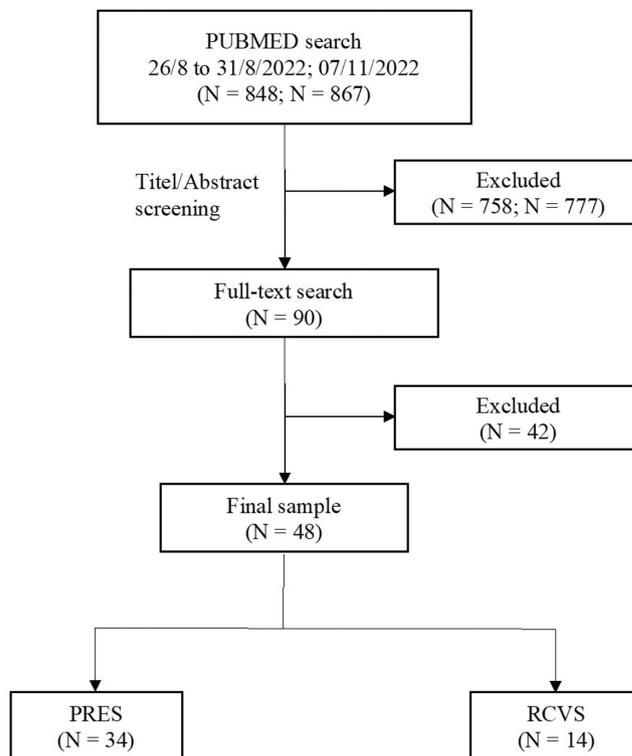 PUBMED search
26/8 to 31/8/2022; 07/11/2022
(N = 848; N = 867)
Titel/Abstract
screening
Excluded
(N = 758; N = 777)
Full-text search
(N = 90)
Excluded
(N = 42)
Final sample
(N = 48)
PRES
(N = 34)
RCVS
(N = 14)